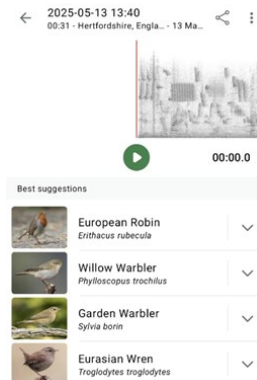 2025-05-13 13:40
00:31 - Hertfordshire, Engla... - 13 Ma...
00:00.0
Best suggestions
European Robin
Erithacus rubecula
Willow Warbler
Phylloscopus trochilus
Garden Warbler
Sylvia borin
Eurasian Wren
Troglodytes troglodytes